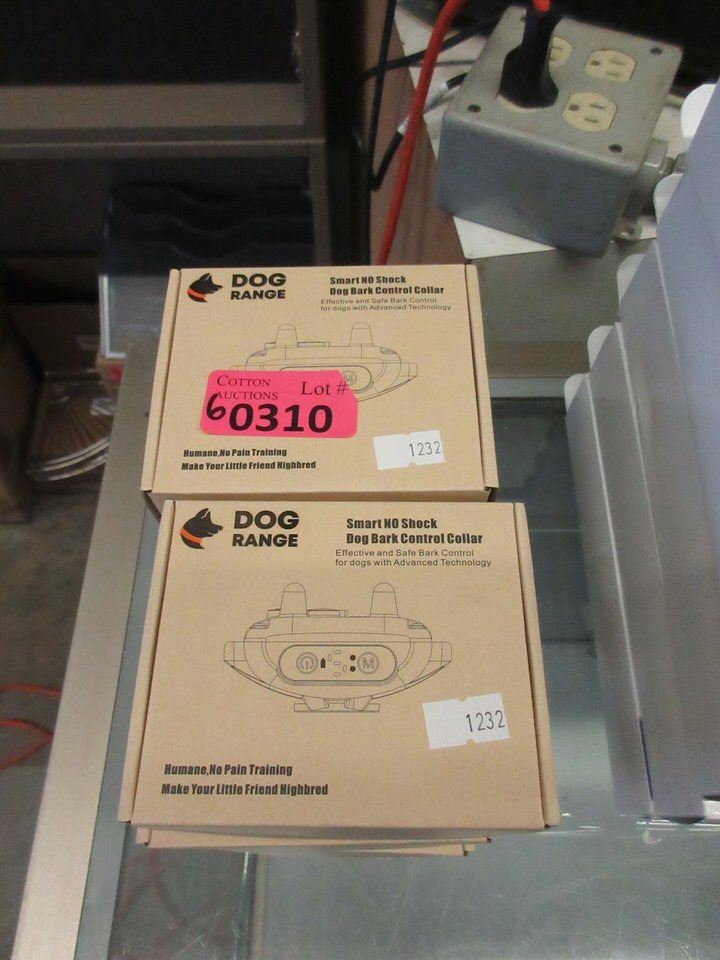 DOG
RANGE
Smart NO Shock
Dog Bark Control Collar
Effective and Safe Bark Control
for dogs with Advanced Technology
M
COTTON
AUCTIONS
Lot #
6 0310
1232
Humane,No Pain Training
Make Your Little Friend Highbred
DOG
RANGE
Smart NO Shock
Dog Bark Control Collar
Effective and Safe Bark Control
for dogs with Advanced Technology
M
1232
Humane,No Pain Training
Make Your Little Friend Highbred